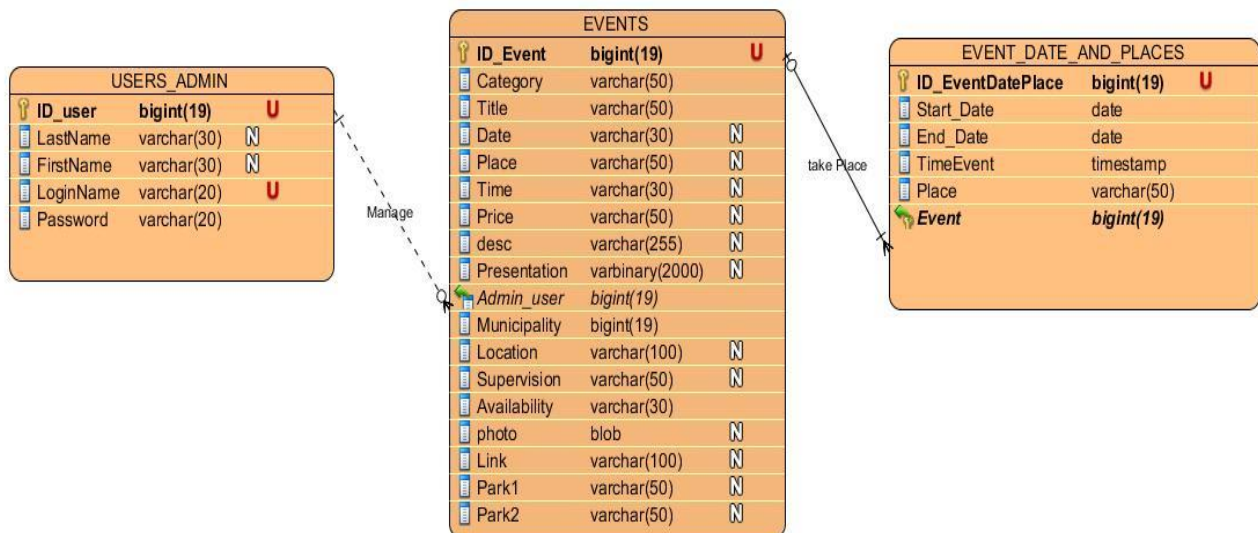 USERS_ADMIN
ID_user bigint(19) U
LastName varchar(30) N
FirstName varchar(30) N
LoginName varchar(20) U
Password varchar(20)
Manage
EVENTS
ID_Event bigint(19) U
Category varchar(50)
Title varchar(50)
Date varchar(30) N
Place varchar(50) N
Time varchar(30) N
Price varchar(50) N
desc varchar(255) N
Presentation varbinary(2000) N
Admin_user bigint(19)
Municipality bigint(19)
Location varchar(100) N
Supervision varchar(50) N
Availability varchar(30)
photo blob N
Link varchar(100) N
Park1 varchar(50) N
Park2 varchar(50) N
take Place
EVENT_DATE_AND_PLACES
ID_EventDatePlace bigint(19) U
Start_Date date
End_Date date
TimeEvent timestamp
Place varchar(50)
Event bigint(19)